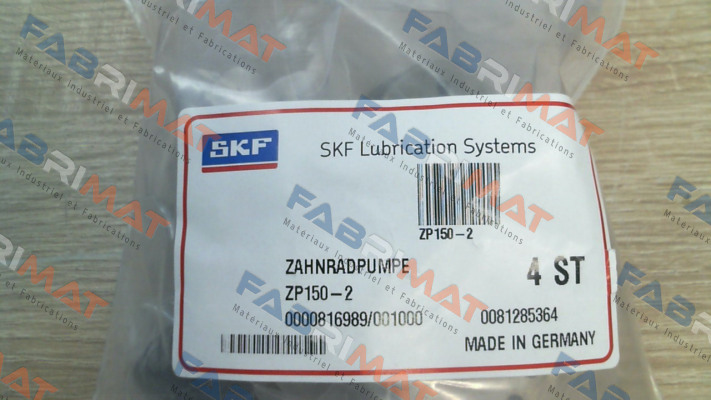 SKF
SKF Lubrication Systems
ZP150-2
ZAHNRADPUMPE
4 ST
ZP150-2
0000816989/001000
0081285364
MADE IN GERMANY
FABRIMAT
Matériaux Industriel et Fabrications